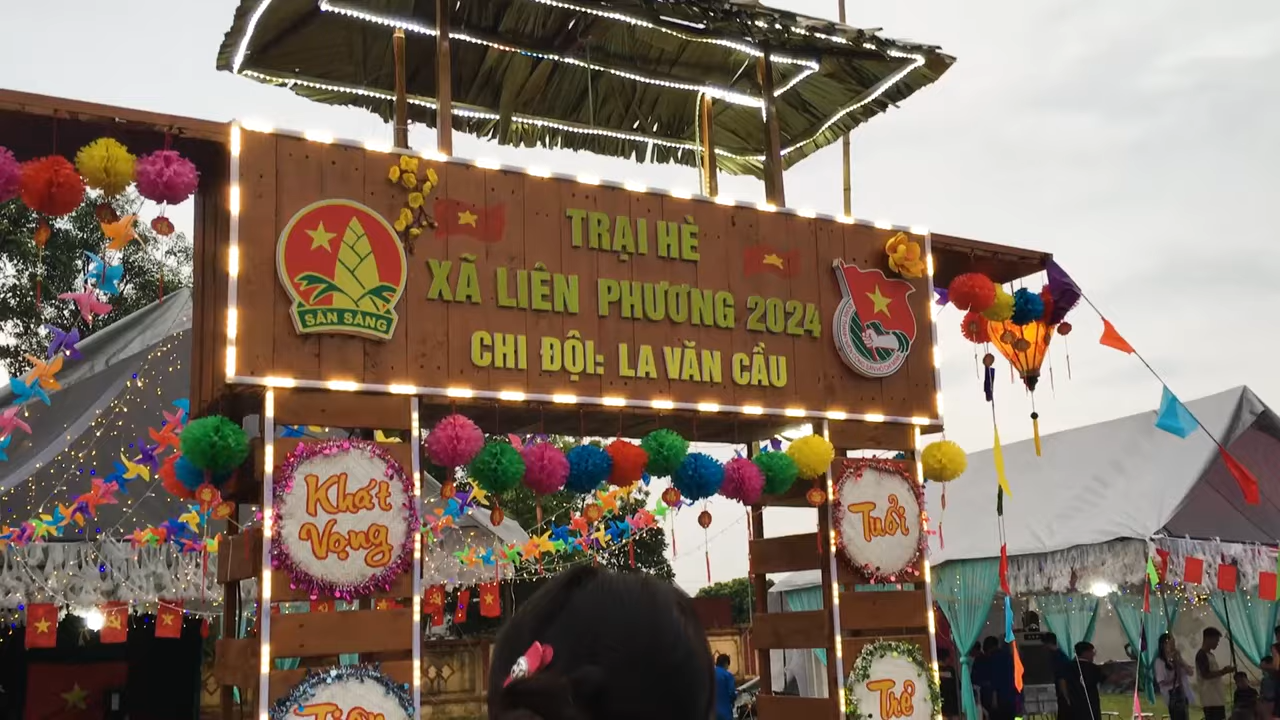 TRẠI HÈ
XÃ LIÊN PHƯƠNG 2024
CHI ĐỘI: LA VĂN CẦU
SẴN SÀNG
Khát
Vọng
Tuổi
Trẻ